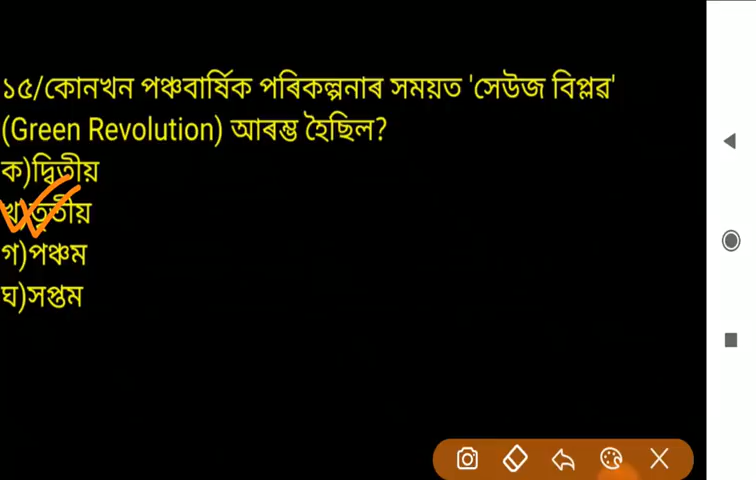 ১৫/কোনখন পঞ্চবাৰ্ষিক পৰিকল্পনাৰ সময়ত 'সেউজ বিপ্লৱ'
(Green Revolution) আৰম্ভ হৈছিল?
ক)দ্বিতীয়
খ)তৃতীয়
গ)পঞ্চম
ঘ)সপ্তম